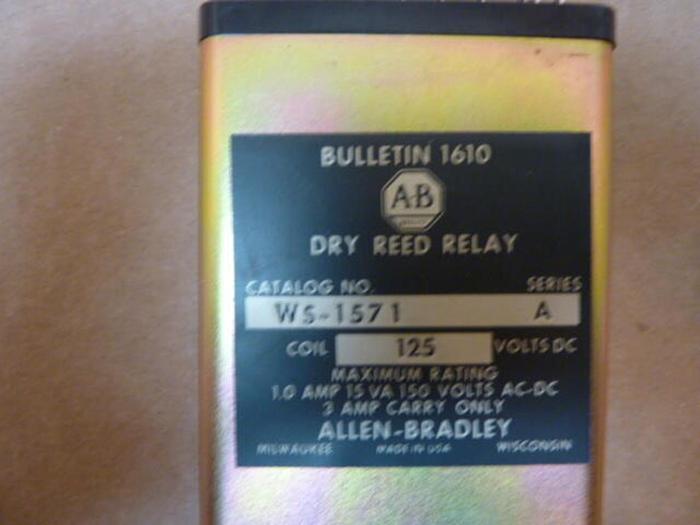 BULLETIN 1610
A-B
DRY REED RELAY
CATALOG NO. SERIES
WS-1571 A
COIL 125 VOLTS DC
MAXIMUM RATING
1.0 AMP 15 VA 150 VOLTS AC-DC
3 AMP CARRY ONLY
ALLEN-BRADLEY
MILWAUKEE MADE IN USA WISCONSIN